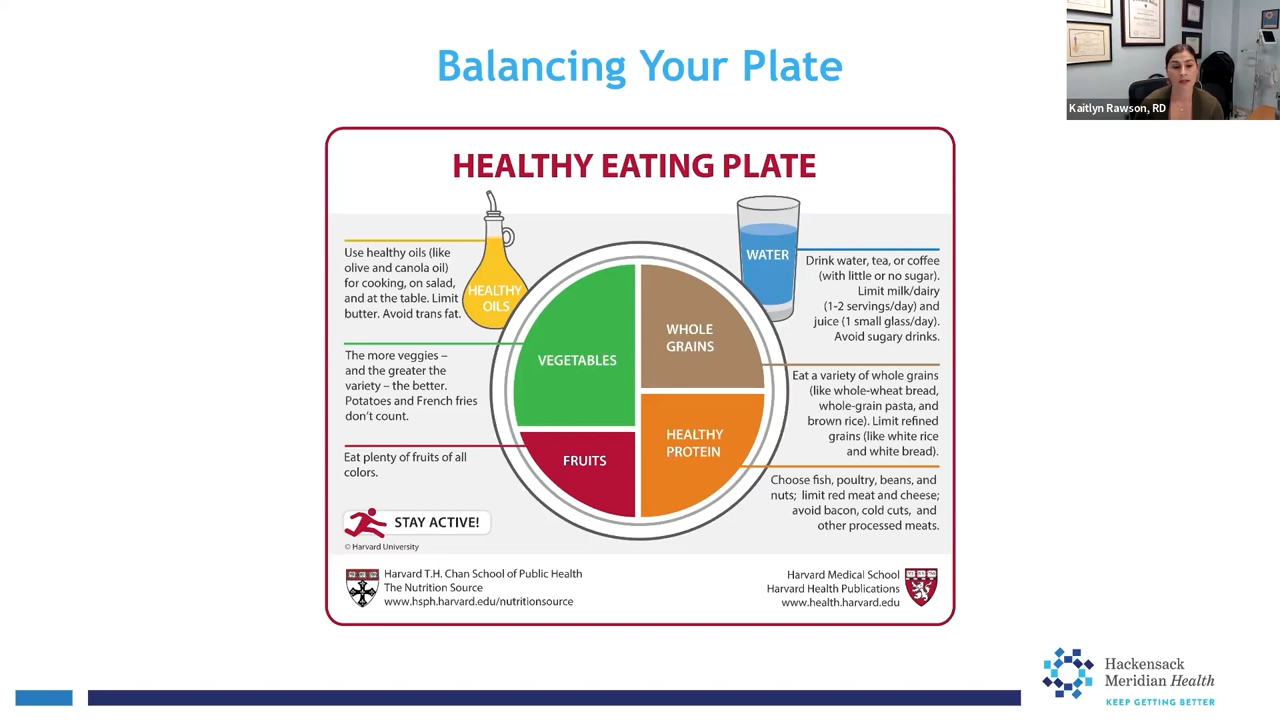 Balancing Your Plate
Kaitlyn Rawson, RD
HEALTHY EATING PLATE
Use healthy oils (like
olive and canola oil)
for cooking, on salad,
and at the table. Limit
butter. Avoid trans fat.
HEALTHY
OILS
The more veggies –
and the greater the
variety – the better.
Potatoes and French fries
don't count.
Eat plenty of fruits of all
colors.
VEGETABLES
FRUITS
WHOLE
GRAINS
HEALTHY
PROTEIN
WATER
Drink water, tea, or coffee
(with little or no sugar).
Limit milk/dairy
(1-2 servings/day) and
juice (1 small glass/day).
Avoid sugary drinks.
Eat a variety of whole grains
(like whole-wheat bread,
whole-grain pasta, and
brown rice). Limit refined
grains (like white rice
and white bread).
Choose fish, poultry, beans, and
nuts; limit red meat and cheese;
avoid bacon, cold cuts, and
other processed meats.
STAY ACTIVE!
© Harvard University
Harvard T.H. Chan School of Public Health
The Nutrition Source
www.hsph.harvard.edu/nutritionsource
Harvard Medical School
Harvard Health Publications
www.health.harvard.edu
Hackensack
Meridian Health
KEEP GETTING BETTER